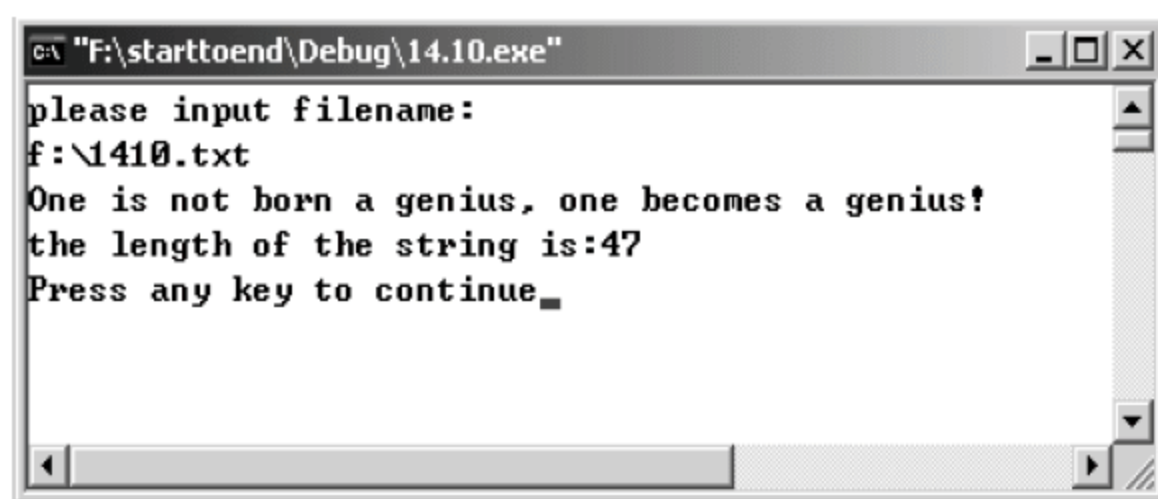 "F:\starttoend\Debug\14.10.exe"
please input filename:
f:\1410.txt
One is not born a genius, one becomes a genius!
the length of the string is:47
Press any key to continue_